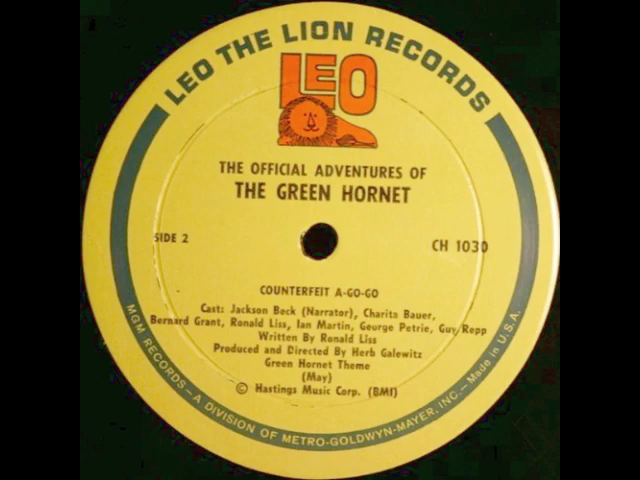 LEO THE LION RECORDS
LEO
THE OFFICIAL ADVENTURES OF
THE GREEN HORNET
SIDE 2
CH 1030
COUNTERFEIT A-GO-GO
Cast: Jackson Beck (Narrator), Charita Bauer,
Bernard Grant, Ronald Liss, Ian Martin, George Petrie, Guy Repp
Written By Ronald Liss
Produced and Directed By Herb Galewitz
Green Hornet Theme
(May)
© Hastings Music Corp. (BMI)
MGM RECORDS—A DIVISION OF METRO-GOLDWYN-MAYER, INC.—Made in U.S.A.